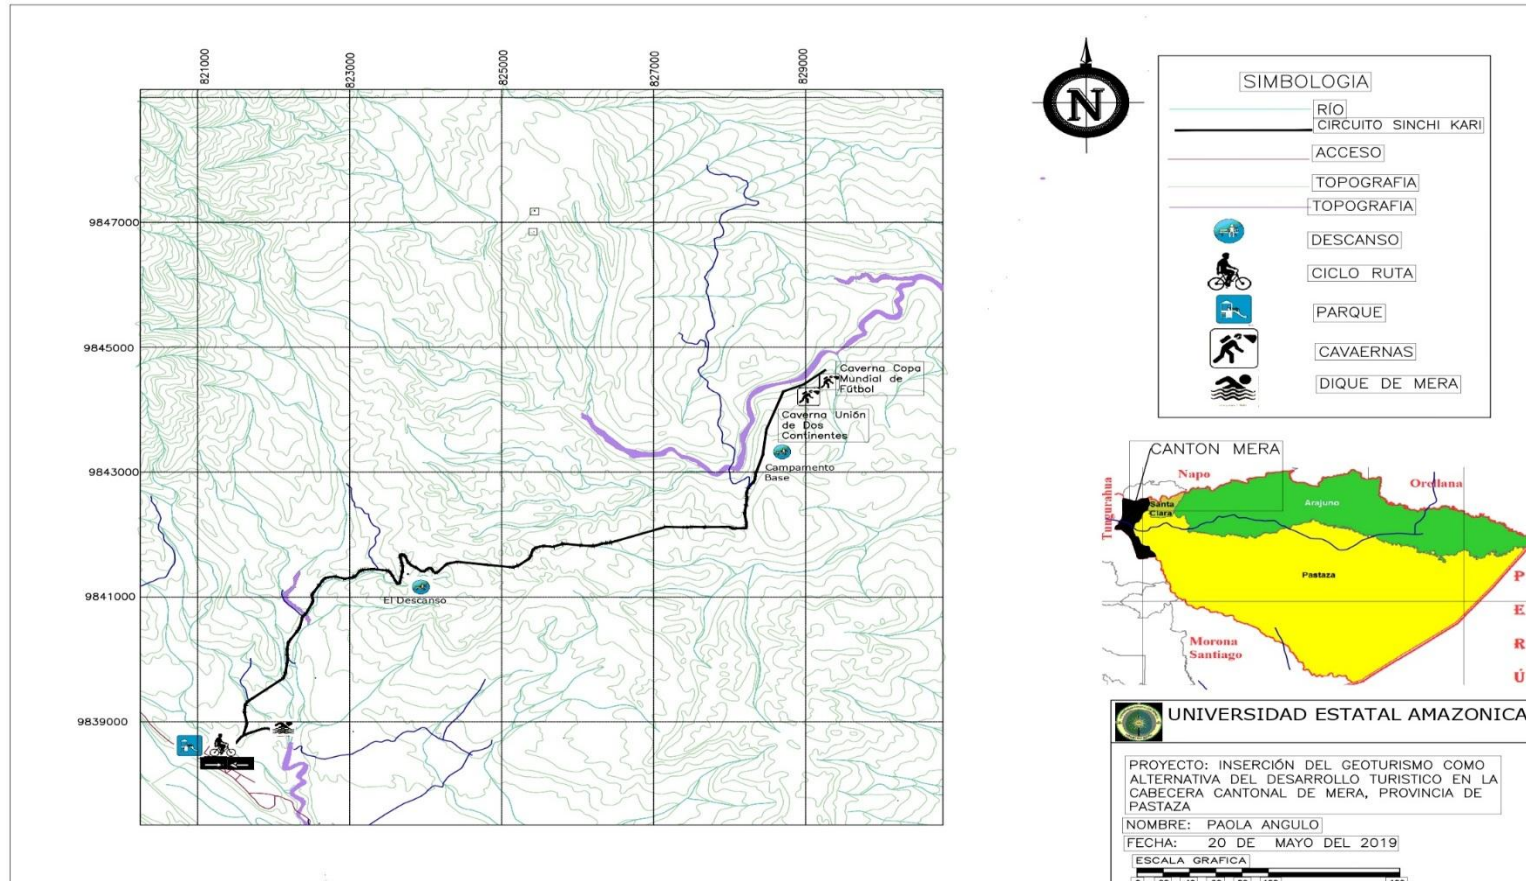 821000
823000
825000
827000
829000
9847000
9845000
9843000
9841000
9839000
Caverna Copa
Mundial de
Fútbol
Caverna Unión
de Dos
Continentes
Campamento
Base
El Descanso
N
SIMBOLOGIA
RÍO
CIRCUITO SINCHI KARI
ACCESO
TOPOGRAFIA
TOPOGRAFIA
DESCANSO
CICLO RUTA
PARQUE
CAVAERNAS
DIQUE DE MERA
CANTON MERA
Napo
Orellana
Tungurahua
Santa
Clara
Arajuno
Pastaza
Morona
Santiago
P
E
R
Ú
UNIVERSIDAD ESTATAL AMAZONICA
PROYECTO: INSERCIÓN DEL GEOTURISMO COMO
ALTERNATIVA DEL DESARROLLO TURISTICO EN LA
CABECERA CANTONAL DE MERA, PROVINCIA DE
PASTAZA
NOMBRE: PAOLA ANGULO
FECHA: 20 DE MAYO DEL 2019
ESCALA GRAFICA